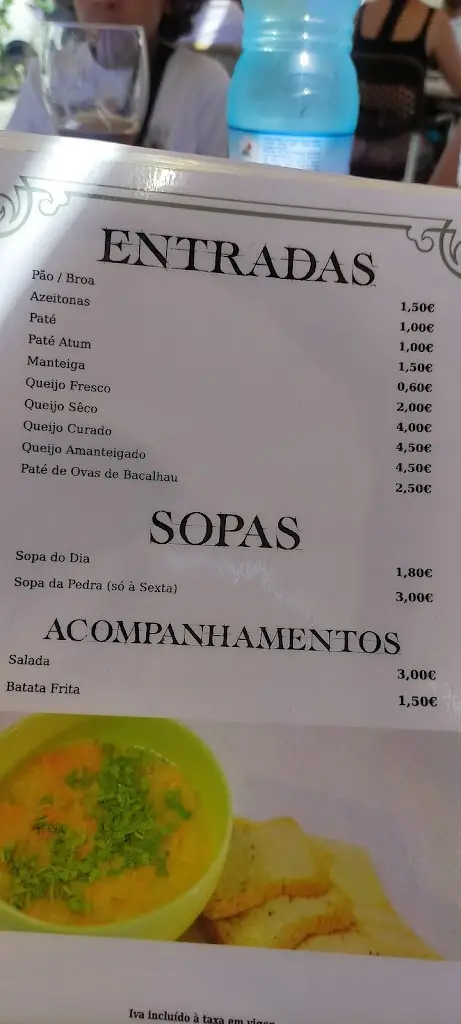 ENTRADAS
Pão / Broa 1,50€
Azeitonas 1,00€
Paté 1,00€
Paté Atum 1,50€
Manteiga 0,60€
Queijo Fresco 2,00€
Queijo Sêco 4,00€
Queijo Curado 4,50€
Queijo Amanteigado 4,50€
Paté de Ovas de Bacalhau 2,50€
SOPAS
Sopa do Dia 1,80€
Sopa da Pedra (só à Sexta) 3,00€
ACOMPANHAMENTOS
Salada 3,00€
Batata Frita 1,50€
Iva incluído à taxa em vigor